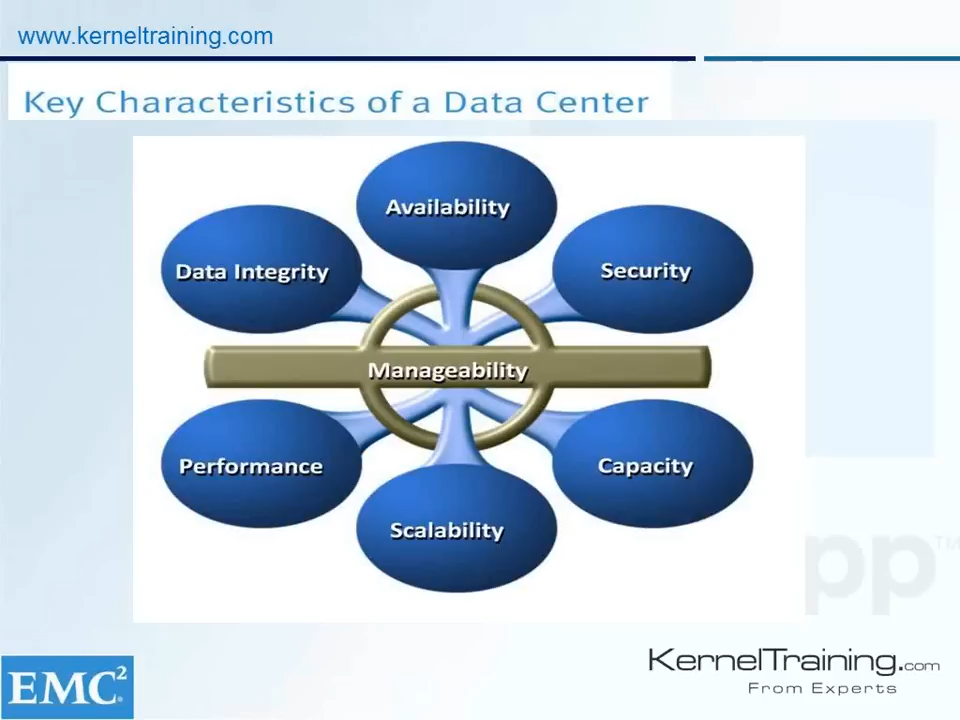 www.kerneltraining.com
Key Characteristics of a Data Center
Availability
Data Integrity
Security
Manageability
Performance
Capacity
Scalability
pp™
EMC²
KernelTraining.com
From Experts